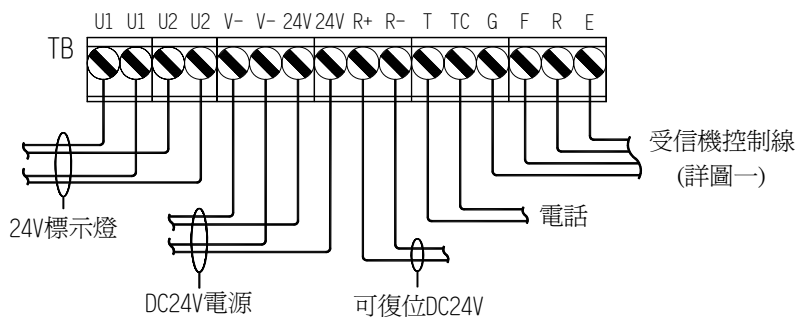 U1 U1 U2 U2 V- V- 24V 24V R+ R- T TC G F R E
TB
受信機控制線
(詳圖一)
24V標示燈
電話
DC24V電源
可復位DC24V